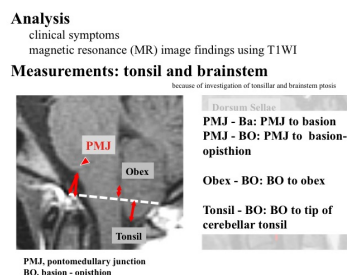 Analysis
clinical symptoms
magnetic resonance (MR) image findings using T1WI
Measurements: tonsil and brainstem
because of investigation of tonsillar and brainstem ptosis
PMJ
Obex
Tonsil
Dorsum Sellae
PMJ - Ba: PMJ to basion
PMJ - BO: PMJ to basion-
opisthion
Obex - BO: BO to obex
Tonsil - BO: BO to tip of
cerebellar tonsil
PMJ, pontomedullary junction
BO, basion - opisthion